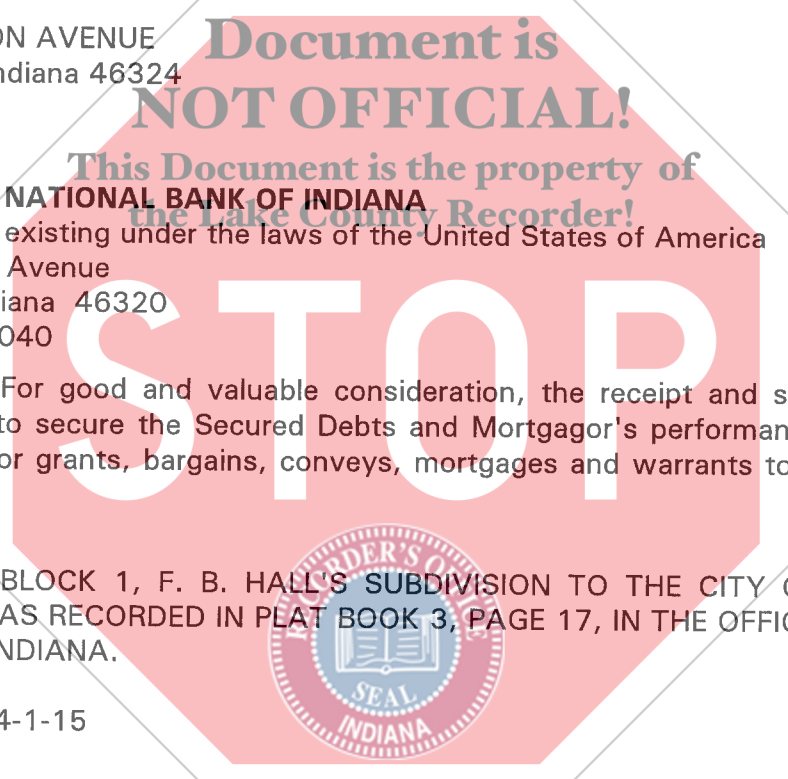 ON AVENUE
ndiana 46324
Document is
NOT OFFICIAL!
This Document is the property of
the Lake County Recorder!
NATIONAL BANK OF INDIANA
existing under the laws of the United States of America
Avenue
iana 46320
040
STOP
For good and valuable consideration, the receipt and s
to secure the Secured Debts and Mortgagor's performan
or grants, bargains, conveys, mortgages and warrants to
BLOCK 1, F. B. HALL'S SUBDIVISION TO THE CITY
AS RECORDED IN PLAT BOOK 3, PAGE 17, IN THE OFFIC
NDIANA.
4-1-15
RECORDER'S OFFICE
SEAL
INDIANA